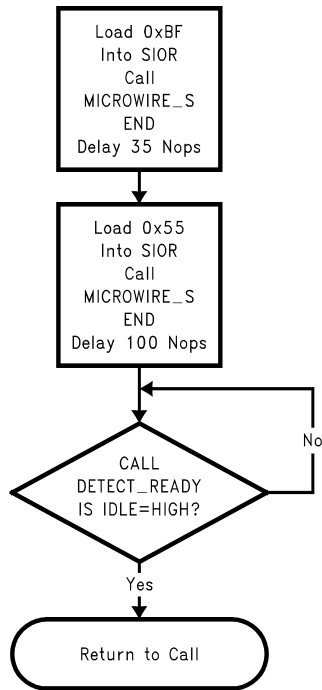 Load 0xBF
Into SIOR
Call
MICROWIRE_S
END
Delay 35 Nops
Load 0x55
Into SIOR
Call
MICROWIRE_S
END
Delay 100 Nops
No
CALL
DETECT_READY
IS IDLE=HIGH?
Yes
Return to Call